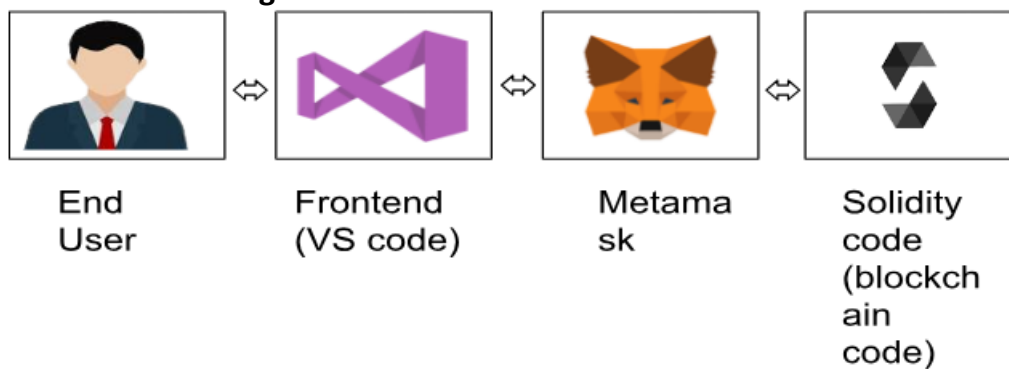 End
User
Frontend
(VS code)
Metama
sk
Solidity
code
(blockch
ain
code)